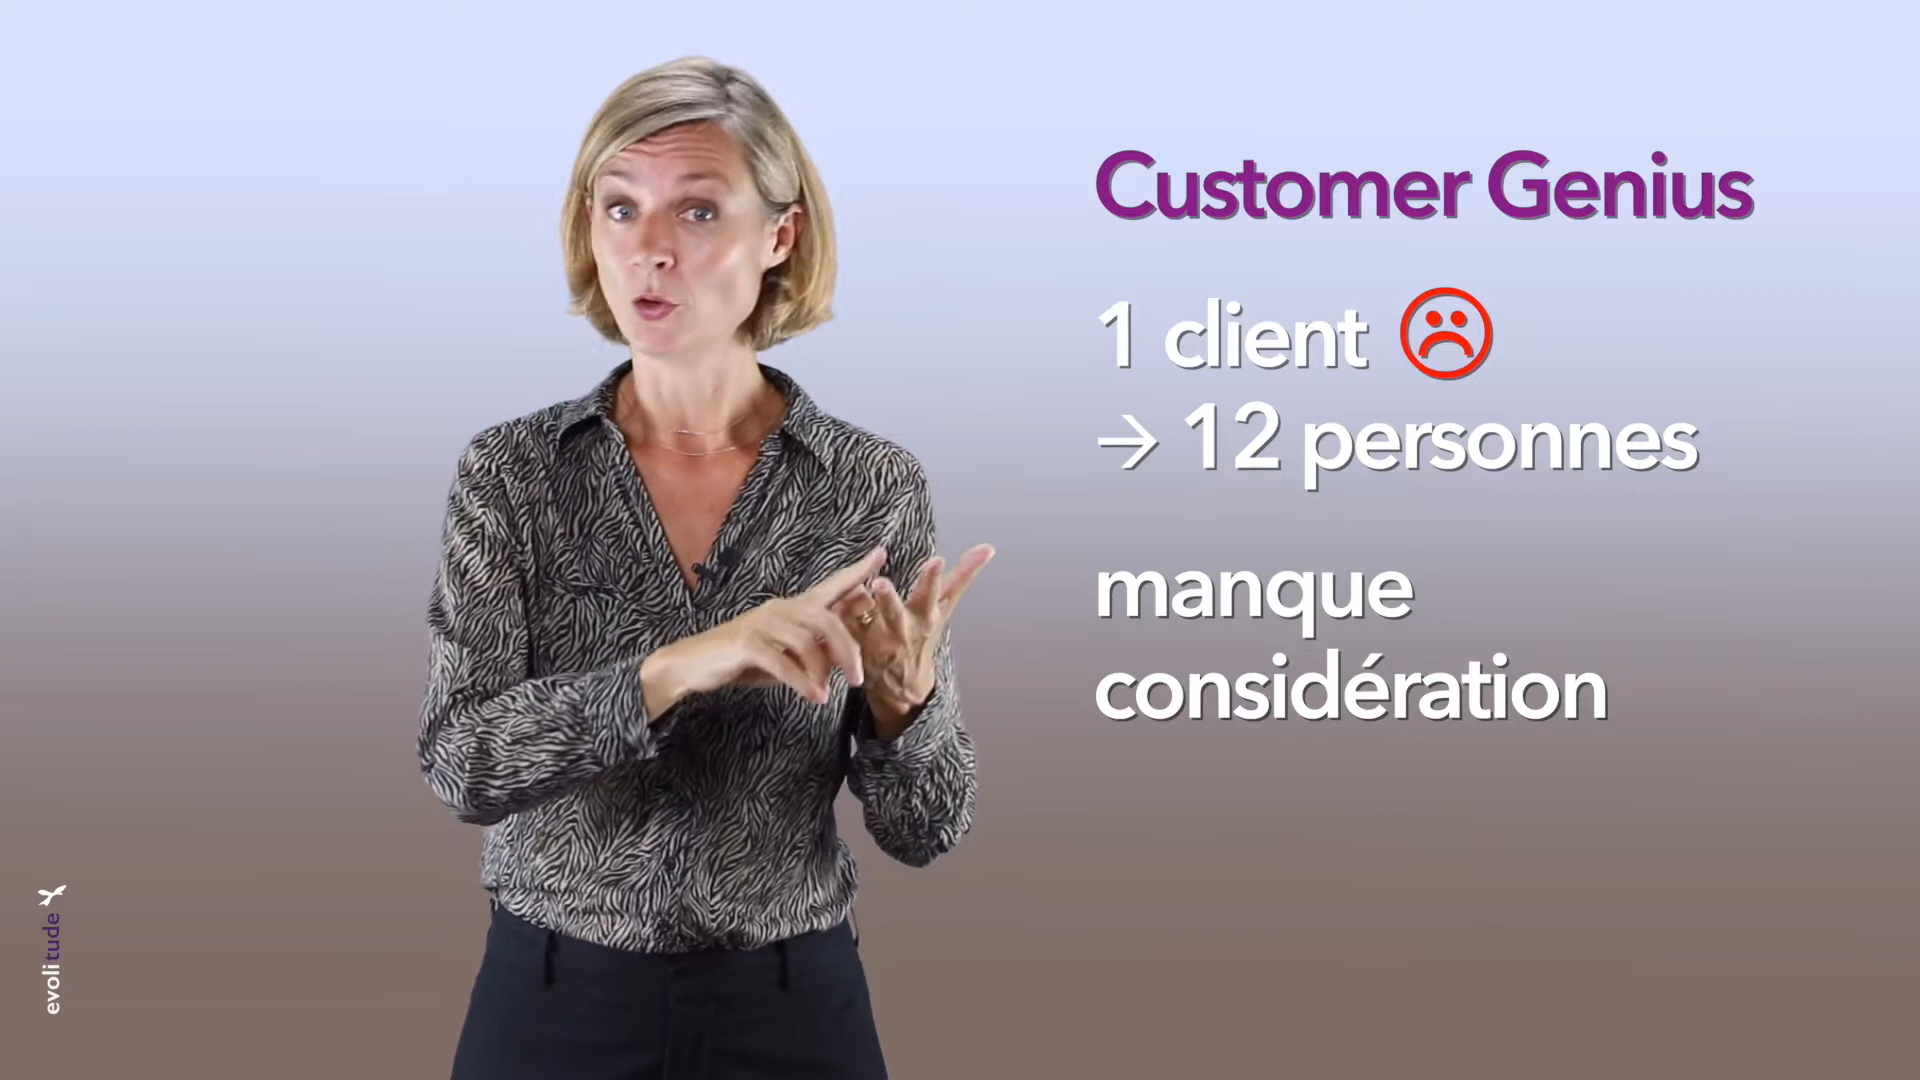 Customer Genius
1 client ☹
→ 12 personnes
manque
considération
evolitude